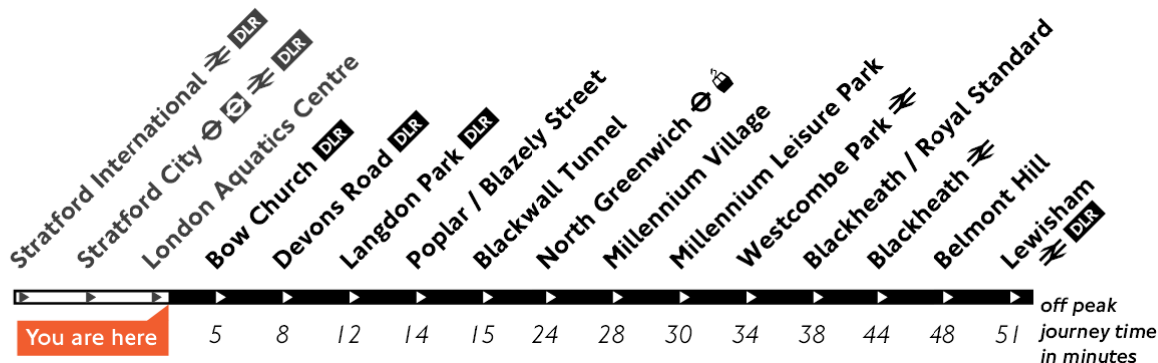 Stratford International DLR
Stratford City DLR
London Aquatics Centre
Bow Church DLR
Devons Road DLR
Langdon Park DLR
Poplar / Blazely Street
Blackwall Tunnel
North Greenwich
Millennium Village
Millennium Leisure Park
Westcombe Park
Blackheath / Royal Standard
Blackheath
Belmont Hill
Lewisham
DLR
You are here
5 8 12 14 15 24 28 30 34 38 44 48 51
off peak
journey time
in minutes